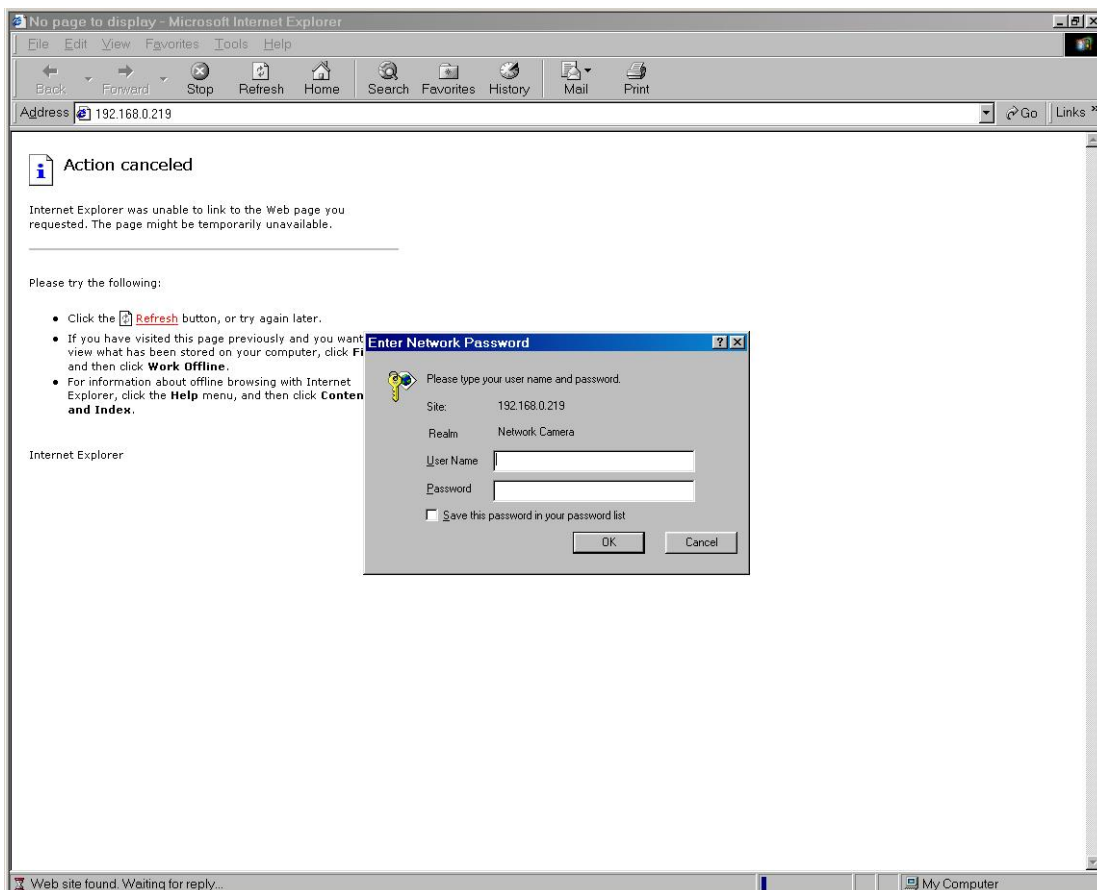 No page to display - Microsoft Internet Explorer
File Edit View Favorites Tools Help
Back Forward Stop Refresh Home Search Favorites History Mail Print
Address 192.168.0.219 Go Links »
Action canceled
Internet Explorer was unable to link to the Web page you
requested. The page might be temporarily unavailable.
Please try the following:
• Click the Refresh button, or try again later.
• If you have visited this page previously and you want
view what has been stored on your computer, click Fi
and then click Work Offline.
• For information about offline browsing with Internet
Explorer, click the Help menu, and then click Conten
and Index.
Internet Explorer
Enter Network Password
Please type your user name and password.
Site: 192.168.0.219
Realm Network Camera
User Name
Password
Save this password in your password list
OK Cancel
Web site found. Waiting for reply...
My Computer